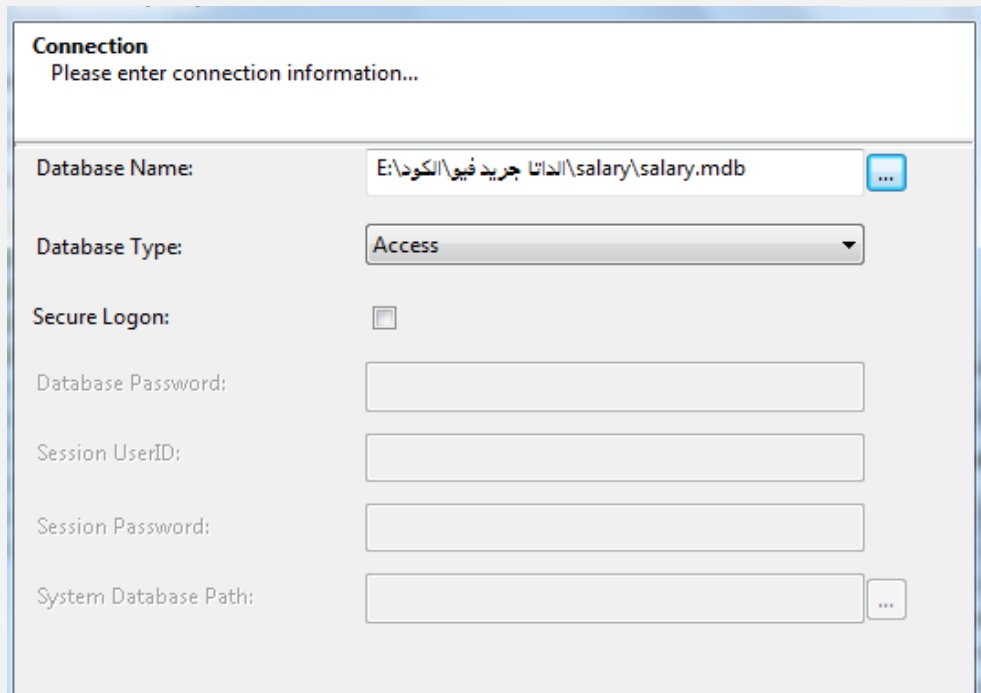 Connection
Please enter connection information...
Database Name:
E:\الداتا جريد فيو\الكود\salary\salary.mdb
...
Database Type:
Access
Secure Logon:
Database Password:
Session UserID:
Session Password:
System Database Path:
...